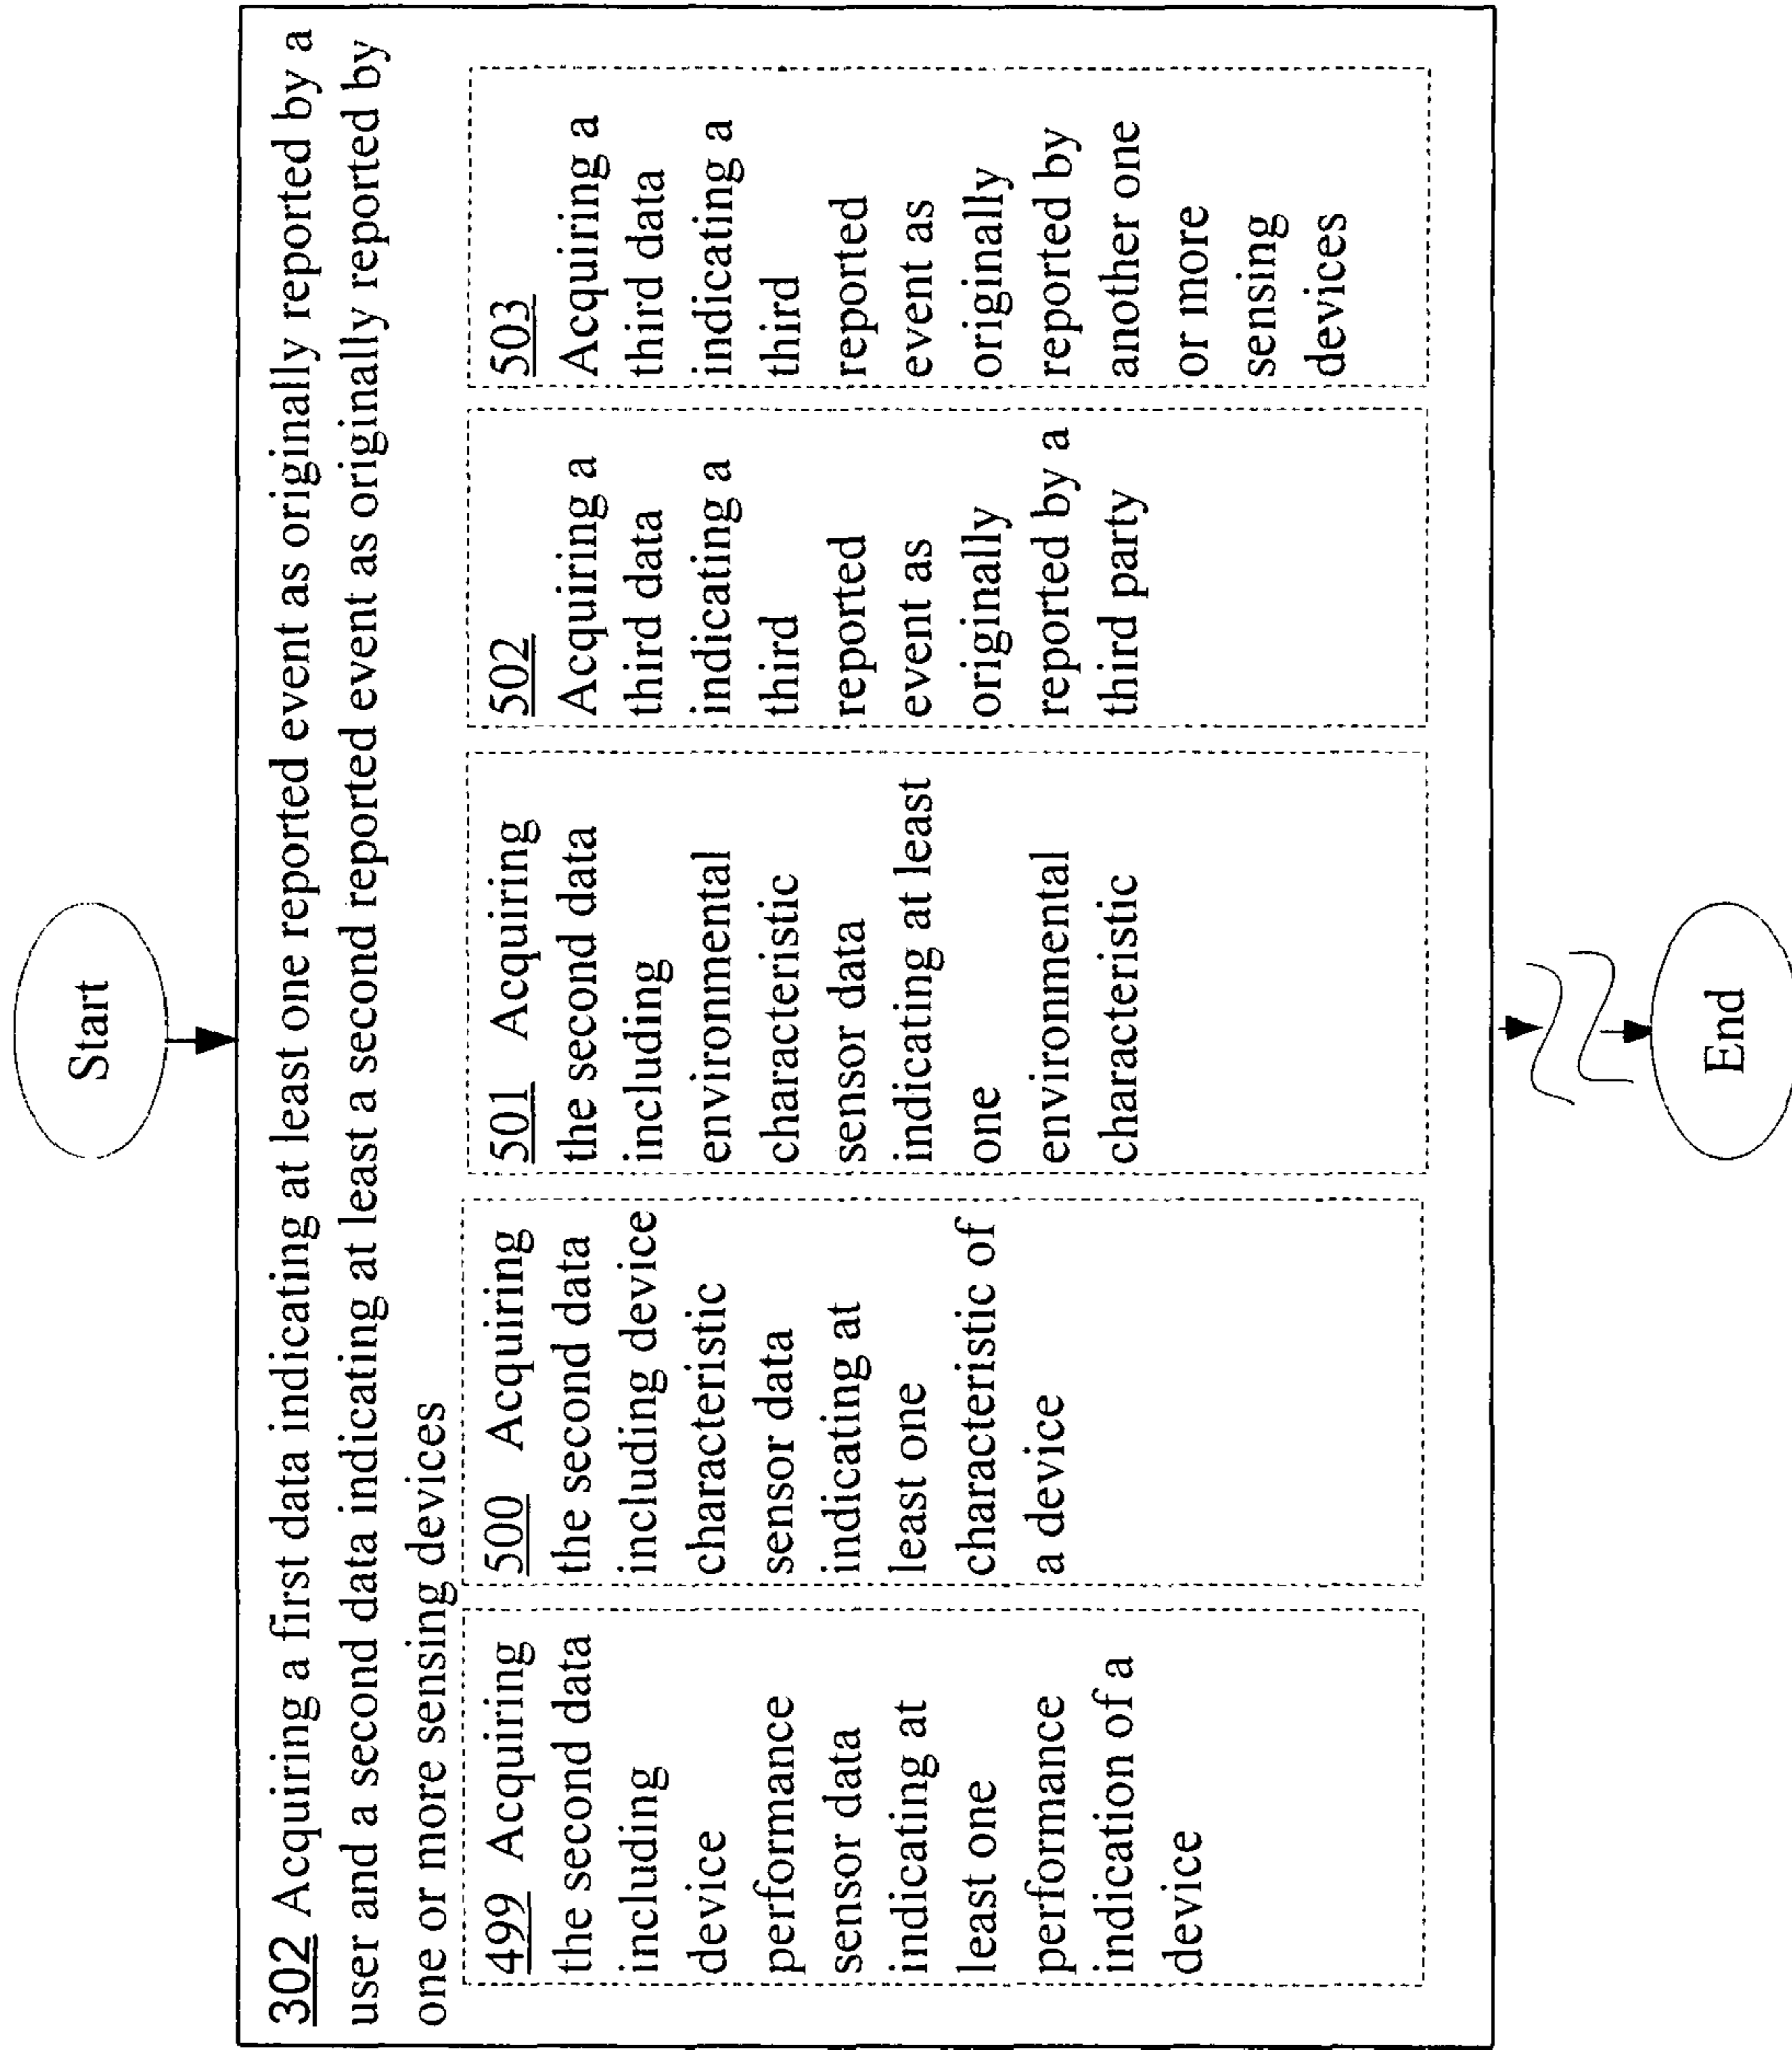 Start
302 Acquiring a first data indicating at least one reported event as originally reported by a
user and a second data indicating at least a second reported event as originally reported by
one or more sensing devices
499 Acquiring
the second data
including
device
performance
sensor data
indicating at
least one
performance
indication of a
device
500 Acquiring
the second data
including device
characteristic
sensor data
indicating at
least one
characteristic of
a device
501 Acquiring
the second data
including
environmental
characteristic
sensor data
indicating at least
one
environmental
characteristic
502
Acquiring a
third data
indicating a
third
reported
event as
originally
reported by a
third party
503
Acquiring a
third data
indicating a
third
reported
event as
originally
reported by
another one
or more
sensing
devices
End